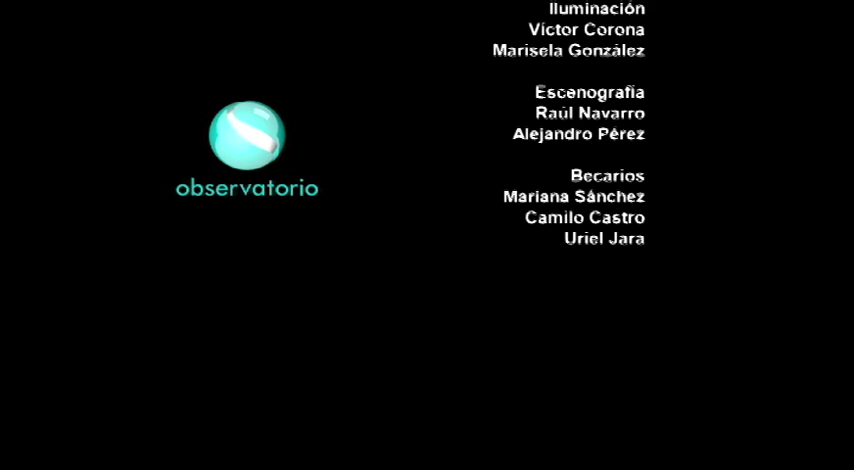 Iluminación
Víctor Corona
Marisela González
Escenografía
Raúl Navarro
Alejandro Pérez
observatorio
Becarios
Mariana Sánchez
Camilo Castro
Uriel Jara